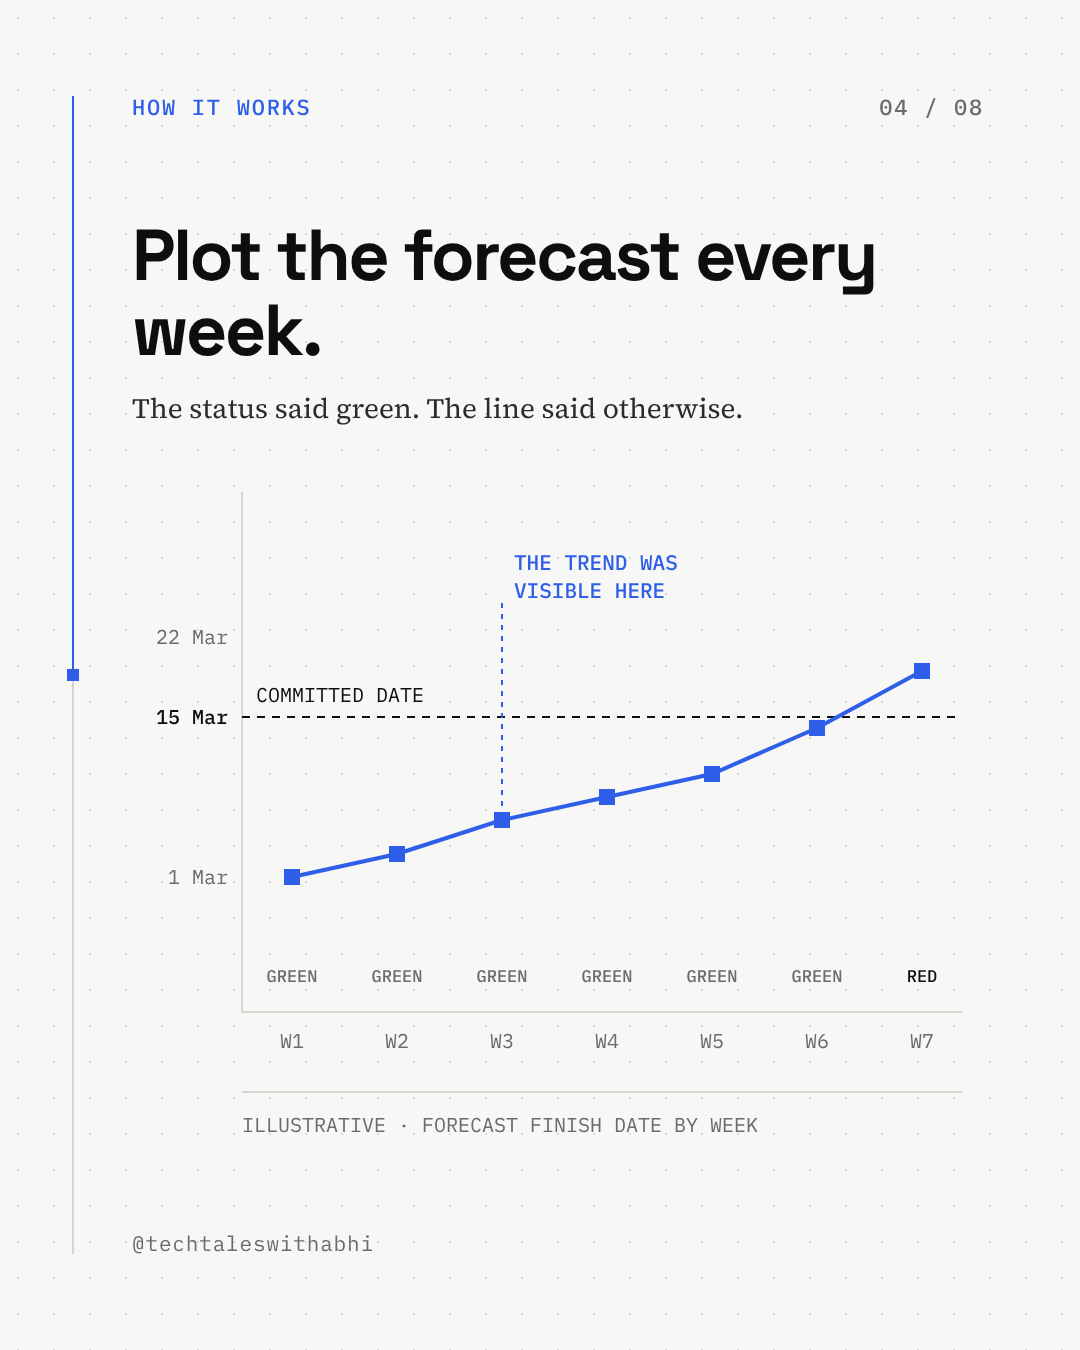 HOW IT WORKS
04 / 08
Plot the forecast every
week.
The status said green. The line said otherwise.
THE TREND WAS
VISIBLE HERE
22 Mar
COMMITTED DATE
15 Mar
1 Mar
GREEN GREEN GREEN GREEN GREEN GREEN RED
W1 W2 W3 W4 W5 W6 W7
ILLUSTRATIVE · FORECAST FINISH DATE BY WEEK
@techtaleswithabhi